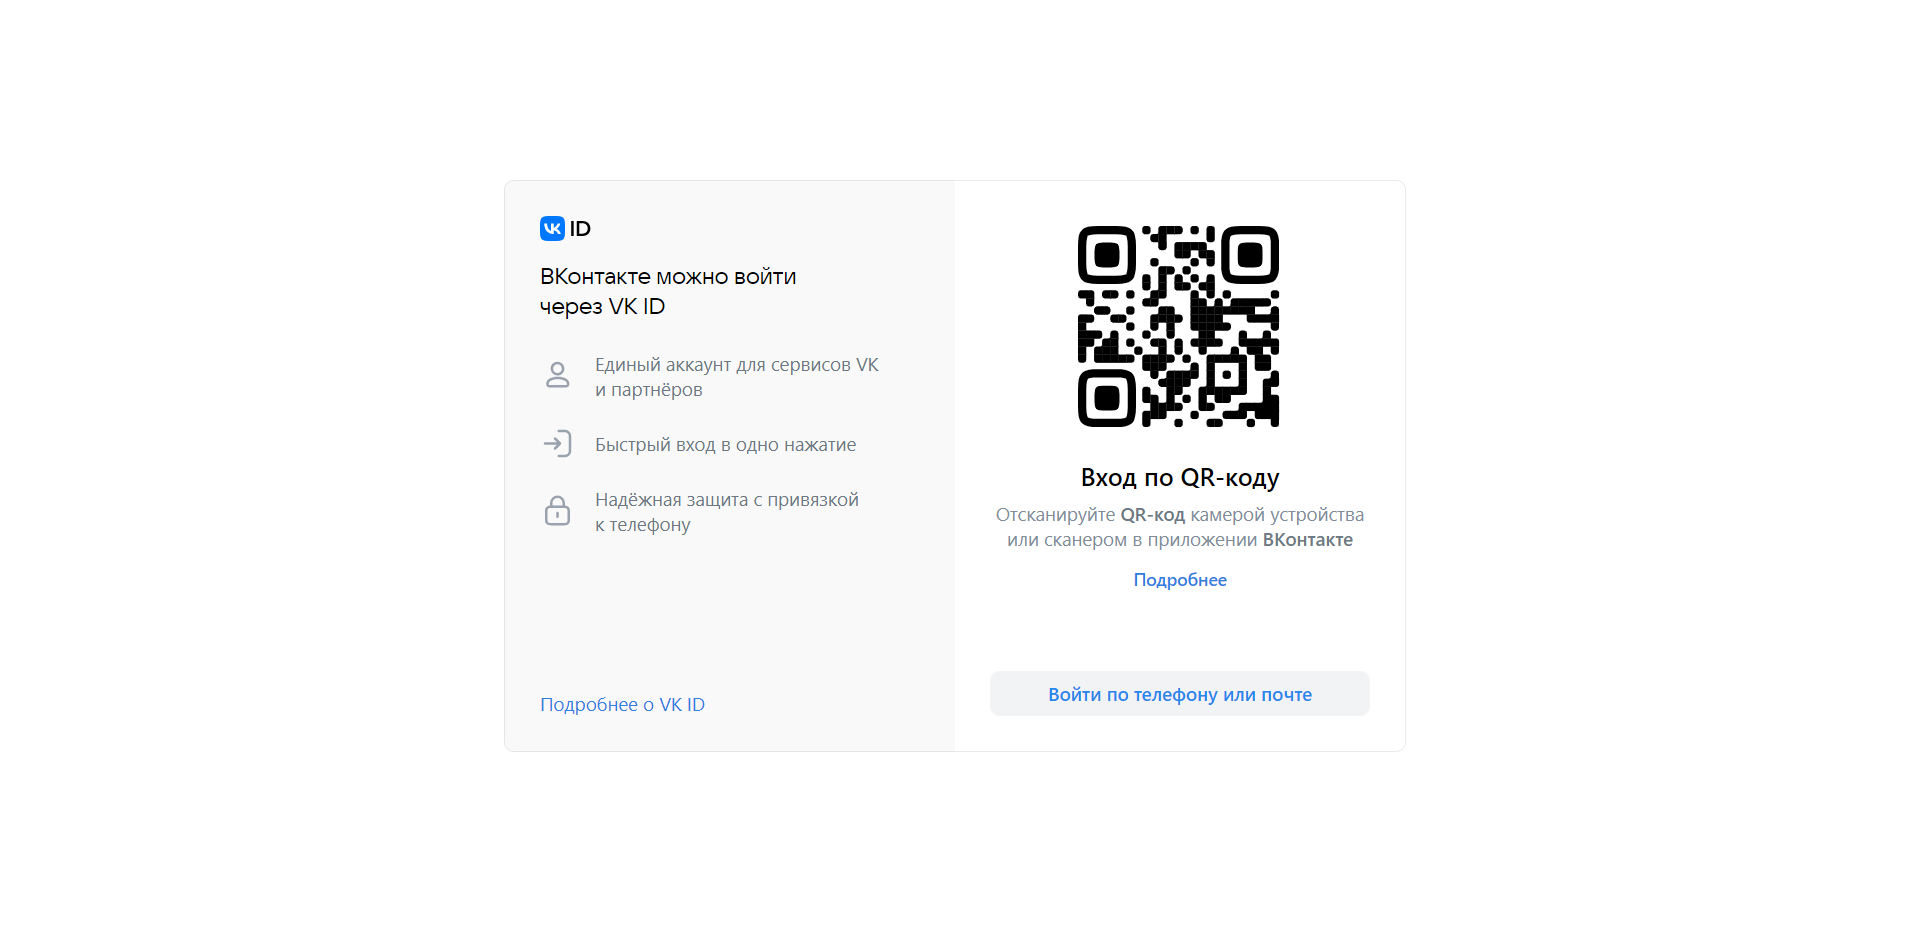 VK ID
ВКонтакте можно войти
через VK ID
Единый аккаунт для сервисов VK
и партнёров
Быстрый вход в одно нажатие
Надёжная защита с привязкой
к телефону
Подробнее о VK ID
Вход по QR-коду
Отсканируйте QR-код камерой устройства
или сканером в приложении ВКонтакте
Подробнее
Войти по телефону или почте